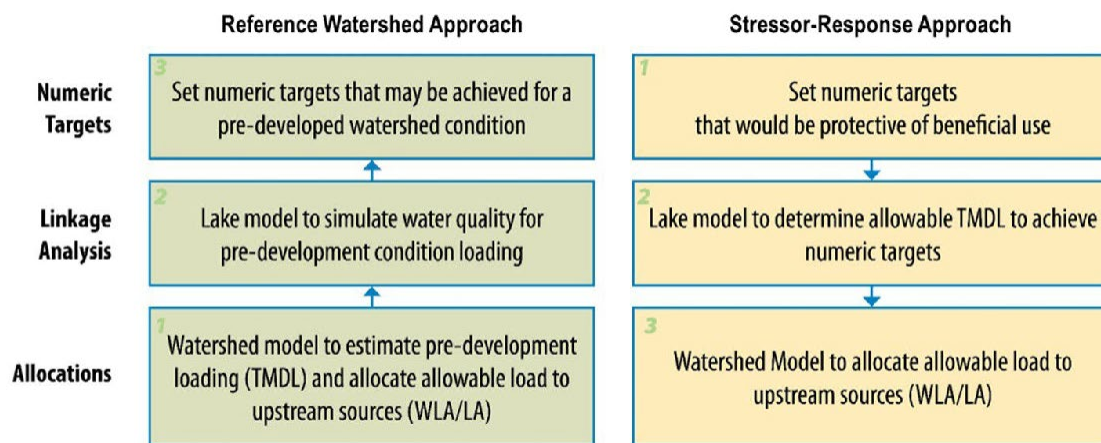 Reference Watershed Approach
Stressor-Response Approach
Numeric
Targets
3
Set numeric targets that may be achieved for a
pre-developed watershed condition
1
Set numeric targets
that would be protective of beneficial use
Linkage
Analysis
2
Lake model to simulate water quality for
pre-development condition loading
2
Lake model to determine allowable TMDL to achieve
numeric targets
Allocations
1
Watershed model to estimate pre-development
loading (TMDL) and allocate allowable load to
upstream sources (WLA/LA)
3
Watershed Model to allocate allowable load to
upstream sources (WLA/LA)